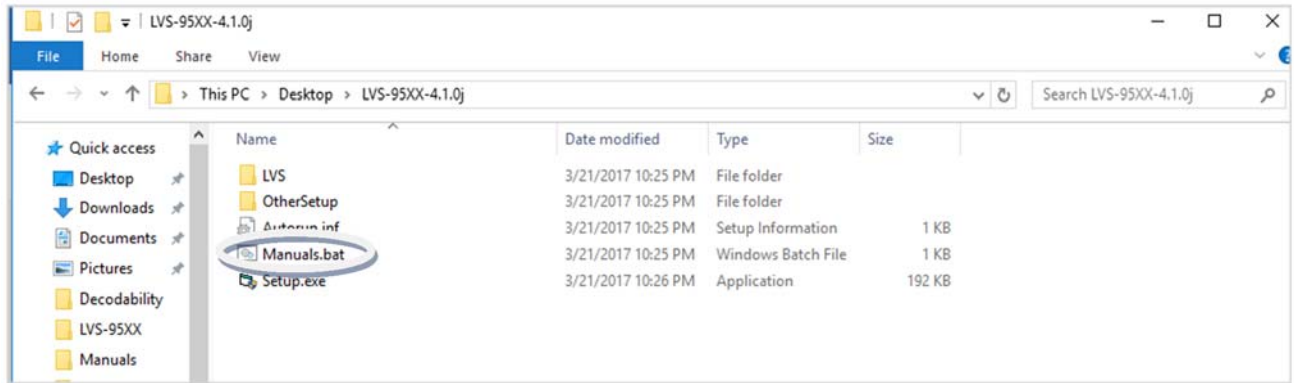 LVS-95XX-4.1.0j
File Home Share View
This PC > Desktop > LVS-95XX-4.1.0j Search LVS-95XX-4.1.0j
Quick access
Desktop
Downloads
Documents
Pictures
Decodability
LVS-95XX
Manuals
Name Date modified Type Size
LVS 3/21/2017 10:25 PM File folder
OtherSetup 3/21/2017 10:25 PM File folder
Autorun.inf 3/21/2017 10:25 PM Setup Information 1 KB
Manuals.bat 3/21/2017 10:25 PM Windows Batch File 1 KB
Setup.exe 3/21/2017 10:26 PM Application 192 KB